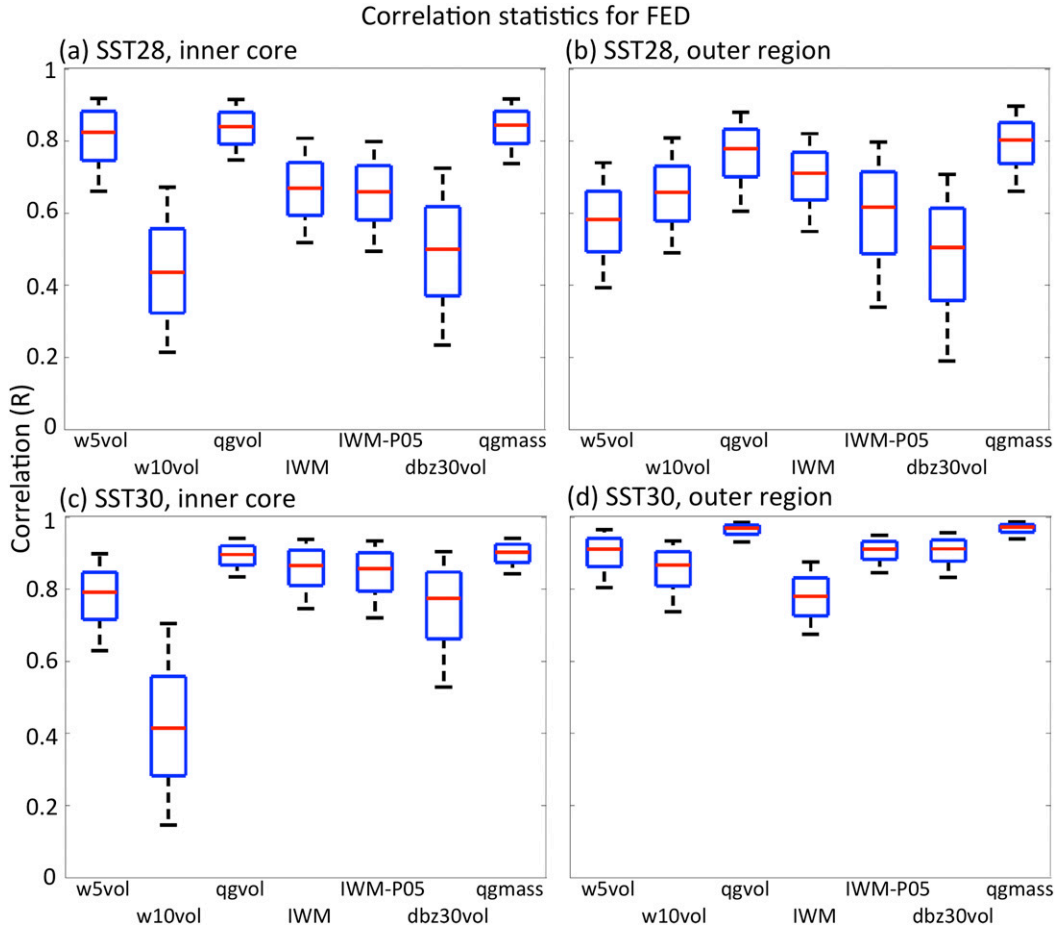 Correlation statistics for FED
(a) SST28, inner core
(b) SST28, outer region
1
0.8
0.6
0.4
0.2
0
w5vol qgvol IWM-P05 qgmass
w10vol IWM dbz30vol
w5vol qgvol IWM-P05 qgmass
w10vol IWM dbz30vol
Correlation (R)
(c) SST30, inner core
(d) SST30, outer region
1
0.8
0.6
0.4
0.2
0
w5vol qgvol IWM-P05 qgmass
w10vol IWM dbz30vol
w5vol qgvol IWM-P05 qgmass
w10vol IWM dbz30vol